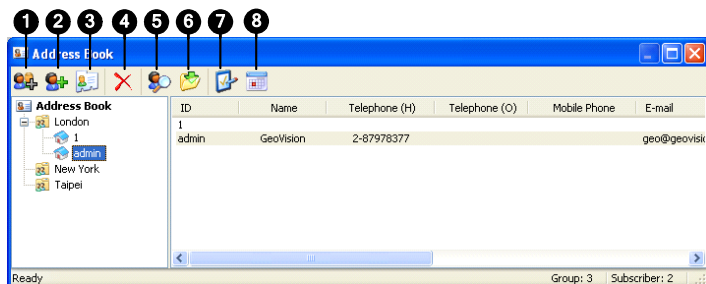 1 2 3 4 5 6 7 8
Address Book
Address Book
London
1
admin
New York
Taipei
ID Name Telephone (H) Telephone (O) Mobile Phone E-mail
1
admin GeoVision 2-87978377 geo@geovisi
Ready Group: 3 Subscriber: 2